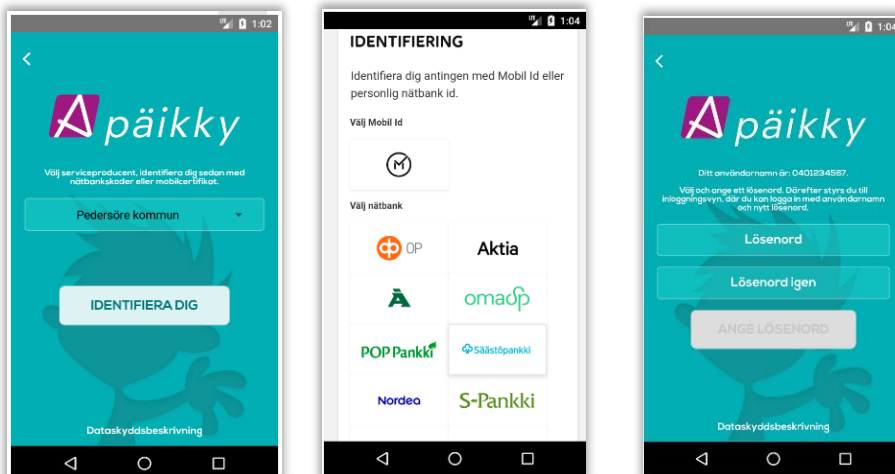 1:02
A päikky
Välj serviceproducent, identifiera dig sedan med
nätbankskoder eller mobilcertifikat.
Pedersöre kommun
IDENTIFIERA DIG
Dataskyddsbeskrivning
1:04
IDENTIFIERING
Identifiera dig antingen med Mobil Id eller
personlig nätbank id.
Välj Mobil Id
Välj nätbank
OP
Aktia
Å
omasp
POP Pankki
Säästöpankki
Nordea
S-Pankki
1:04
A päikky
Ditt användarnamn är: 0401234567.
Välj och ange ett lösenord. Därefter styrs du till
inloggningsvyn, där du kan logga in med användarnamn
och nytt lösenord.
Lösenord
Lösenord igen
ANGE LÖSENORD
Dataskyddsbeskrivning